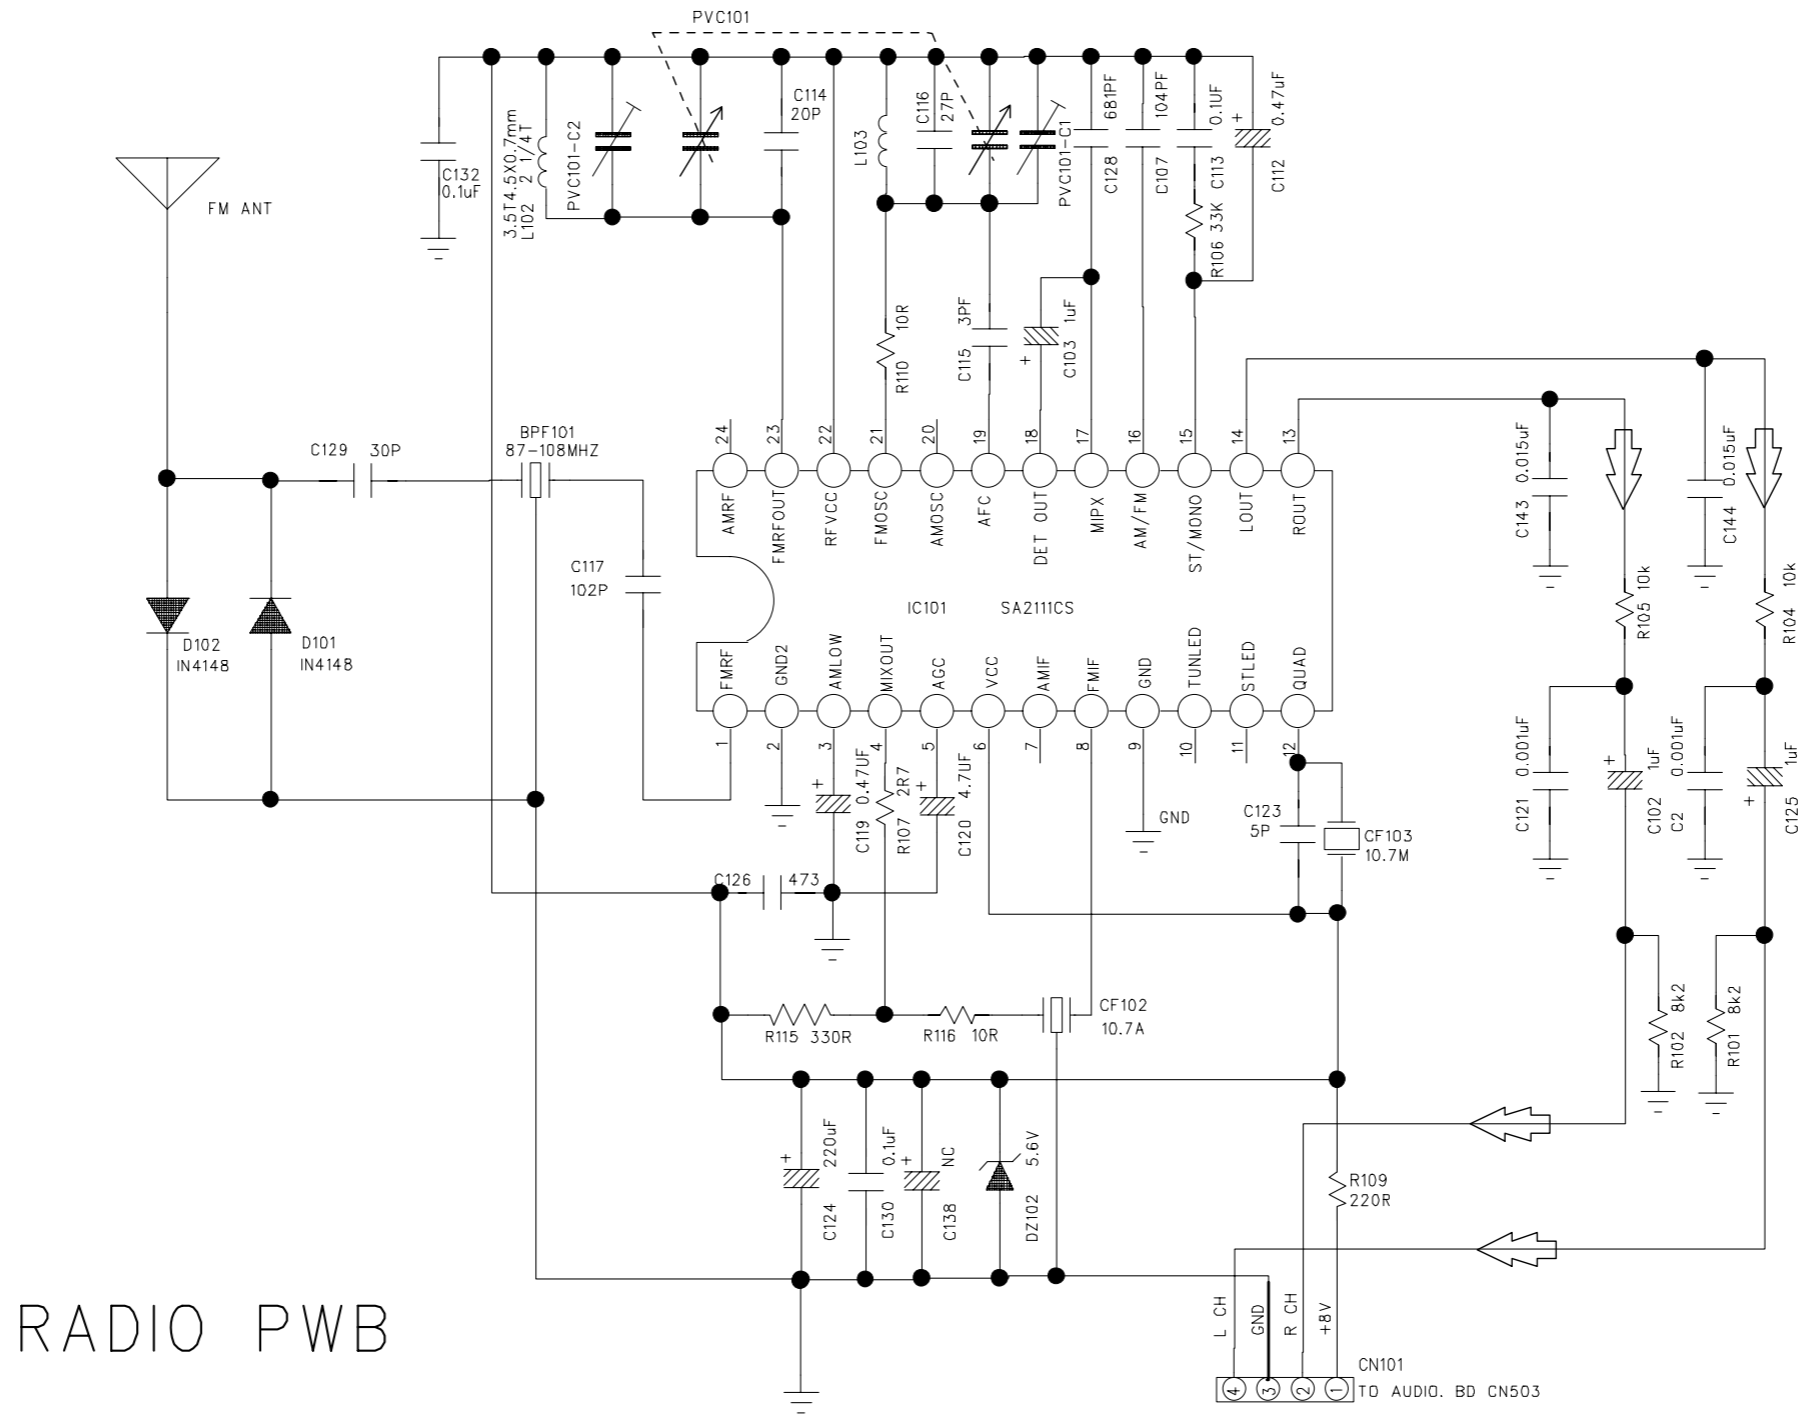 PVC101
C132
0.1uF
3.5T4.5X0.7mm
L102 2 1/4T
PVC101-C2
C114
20P
L103
C116
27P
PVC101-C1
681PF
C128
104PF
C107
0.1UF
C113
0.47uF
+
C112
R106 33K
FM ANT
10R
R110
3PF
C115
1uF
C103
+
C129 30P
BPF101
87-108MHZ
C117
102P
D102
IN4148
D101
IN4148
24
23
22
21
20
19
18
17
16
15
14
13
AMRF
FMRFOUT
RFVCC
FMOSC
AMOSC
AFC
DET OUT
MIPX
AM/FM
ST/MONO
LOUT
ROUT
IC101 SA2111CS
FMRF
GND2
AMLOW
MIXOUT
AGC
VCC
AMIF
FMIF
GND
TUNLED
STLED
QUAD
1
2
3
4
5
6
7
8
9
10
11
12
C143 0.015uF
C144 0.015uF
R105 10k
R104 10k
C121 0.001uF
C102 1uF
+
C2 0.001uF
C125 1uF
+
C119 0.47UF
+
R107 2R7
C120 4.7UF
+
GND
C123
5P
CF103
10.7M
C126 473
R115 330R
R116 10R
CF102
10.7A
R102 8k2
R101 8k2
C124 220uF
+
C130 0.1uF
C138 NC
+
DZ102 5.6V
R109
220R
L CH
GND
R CH
+8V
4
3
2
1
CN101
TO AUDIO. BD CN503
RADIO PWB